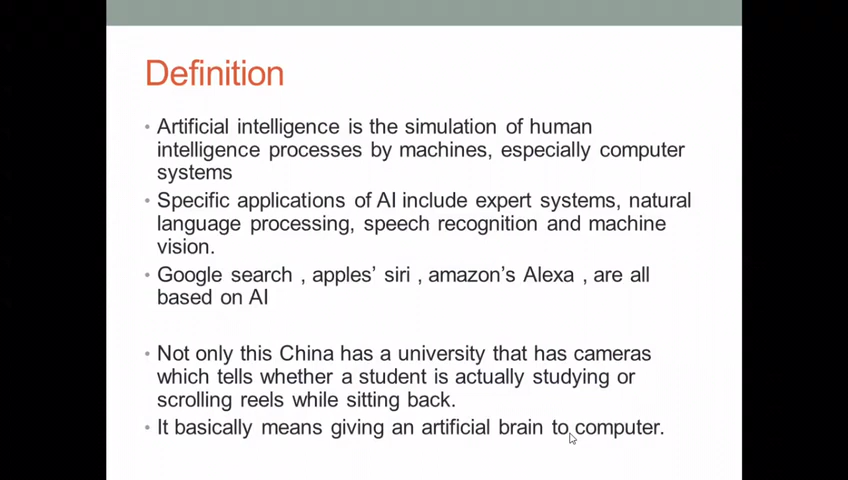 Definition
• Artificial intelligence is the simulation of human
intelligence processes by machines, especially computer
systems
• Specific applications of AI include expert systems, natural
language processing, speech recognition and machine
vision.
• Google search , apples' siri , amazon's Alexa , are all
based on AI
• Not only this China has a university that has cameras
which tells whether a student is actually studying or
scrolling reels while sitting back.
• It basically means giving an artificial brain to computer.